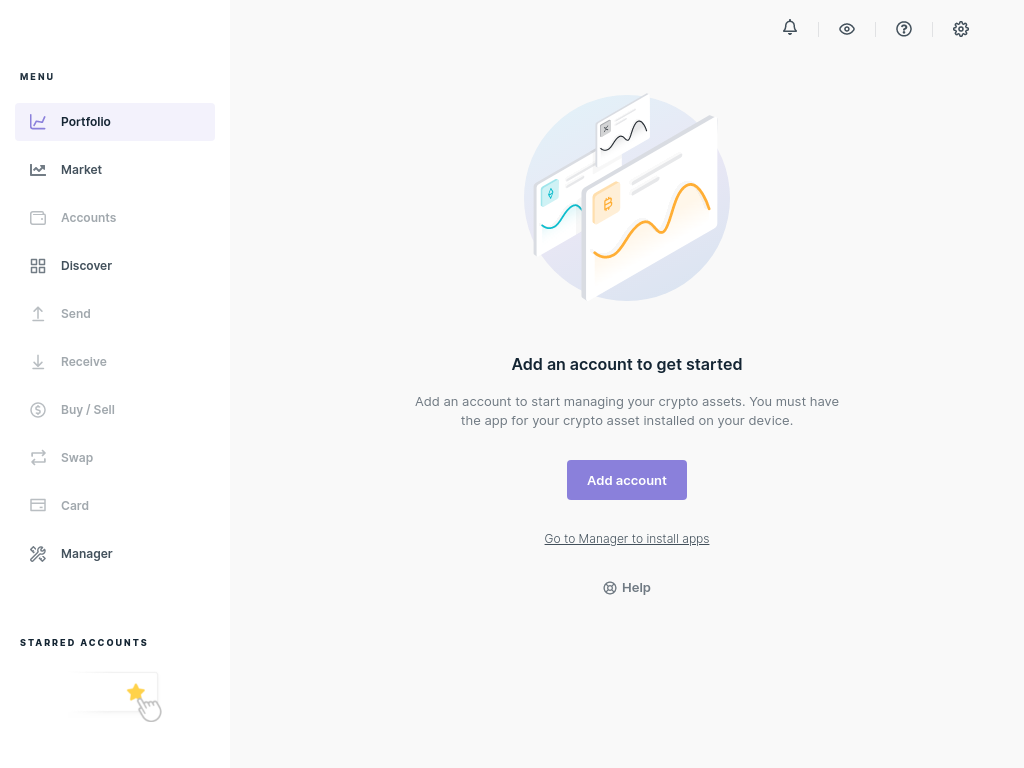 MENU
Portfolio
Market
Accounts
Discover
Send
Receive
Buy / Sell
Swap
Card
Manager
STARRED ACCOUNTS
Add an account to get started
Add an account to start managing your crypto assets. You must have
the app for your crypto asset installed on your device.
Add account
Go to Manager to install apps
Help